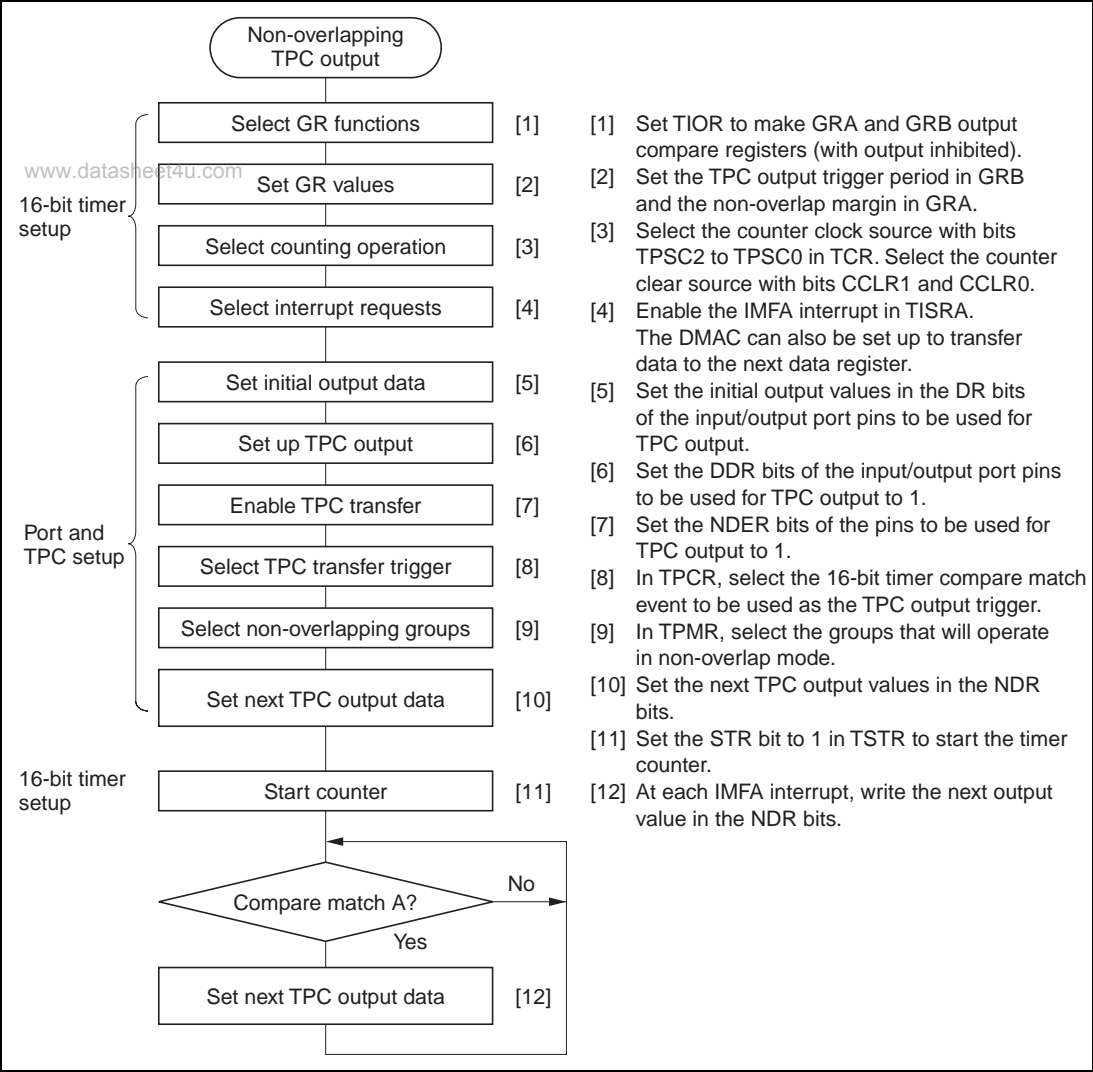 Non-overlapping
TPC output
Select GR functions [1]
www.datasheet4u.com
Set GR values [2]
16-bit timer
setup
Select counting operation [3]
Select interrupt requests [4]
Set initial output data [5]
Set up TPC output [6]
Enable TPC transfer [7]
Port and
TPC setup
Select TPC transfer trigger [8]
Select non-overlapping groups [9]
Set next TPC output data [10]
16-bit timer
setup
Start counter [11]
Compare match A?
No
Yes
Set next TPC output data [12]
[1] Set TIOR to make GRA and GRB output
compare registers (with output inhibited).
[2] Set the TPC output trigger period in GRB
and the non-overlap margin in GRA.
[3] Select the counter clock source with bits
TPSC2 to TPSC0 in TCR. Select the counter
clear source with bits CCLR1 and CCLR0.
[4] Enable the IMFA interrupt in TISRA.
The DMAC can also be set up to transfer
data to the next data register.
[5] Set the initial output values in the DR bits
of the input/output port pins to be used for
TPC output.
[6] Set the DDR bits of the input/output port pins
to be used for TPC output to 1.
[7] Set the NDER bits of the pins to be used for
TPC output to 1.
[8] In TPCR, select the 16-bit timer compare match
event to be used as the TPC output trigger.
[9] In TPMR, select the groups that will operate
in non-overlap mode.
[10] Set the next TPC output values in the NDR
bits.
[11] Set the STR bit to 1 in TSTR to start the timer
counter.
[12] At each IMFA interrupt, write the next output
value in the NDR bits.